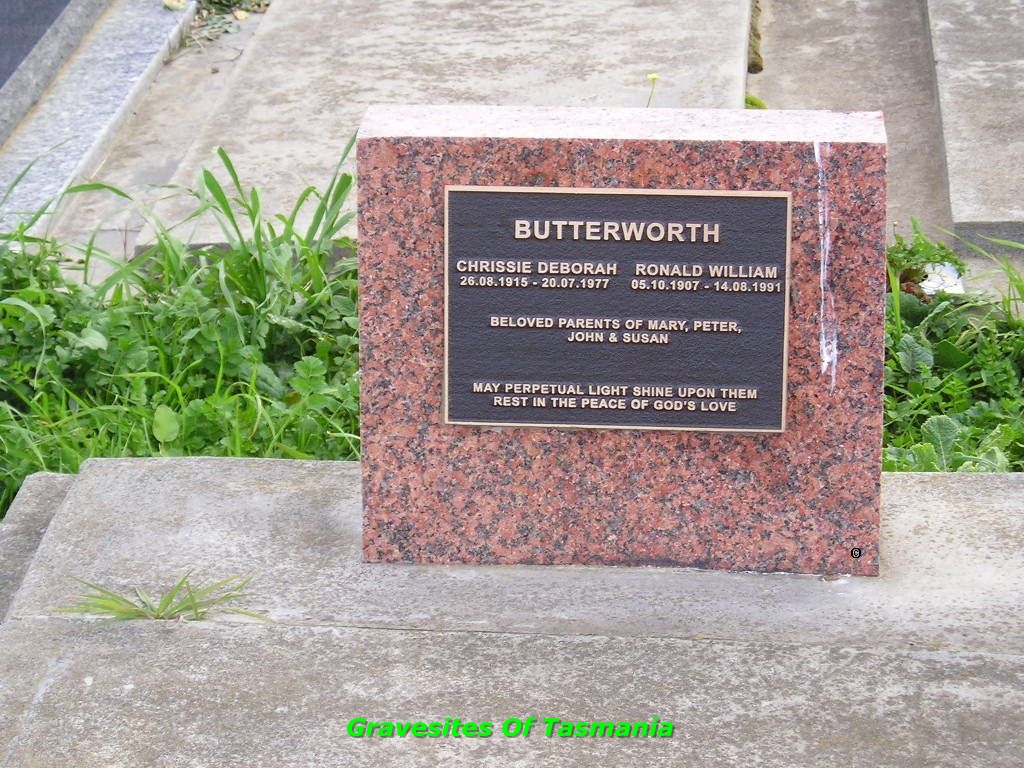 BUTTERWORTH
CHRISSIE DEBORAH RONALD WILLIAM
26.08.1915 - 20.07.1977 05.10.1907 - 14.08.1991
BELOVED PARENTS OF MARY, PETER,
JOHN & SUSAN
MAY PERPETUAL LIGHT SHINE UPON THEM
REST IN THE PEACE OF GOD'S LOVE
©
Gravesites Of Tasmania